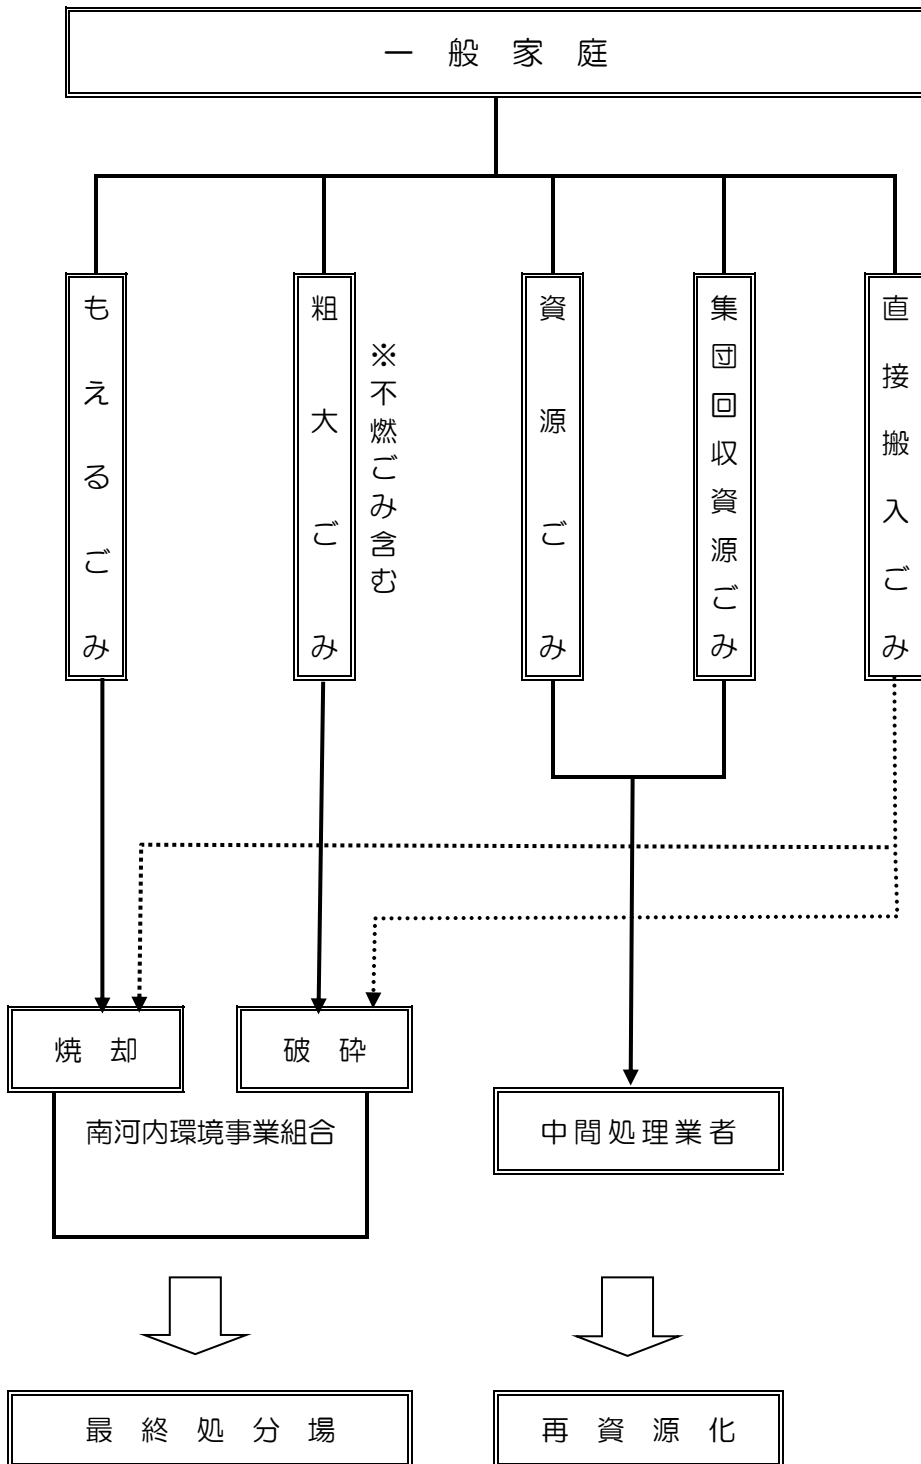 一般家庭
もえるごみ
粗大ごみ
※不燃ごみ含む
資源ごみ
集団回収資源ごみ
直接搬入ごみ
焼却
破砕
南河内環境事業組合
中間処理業者
最終処分場
再資源化